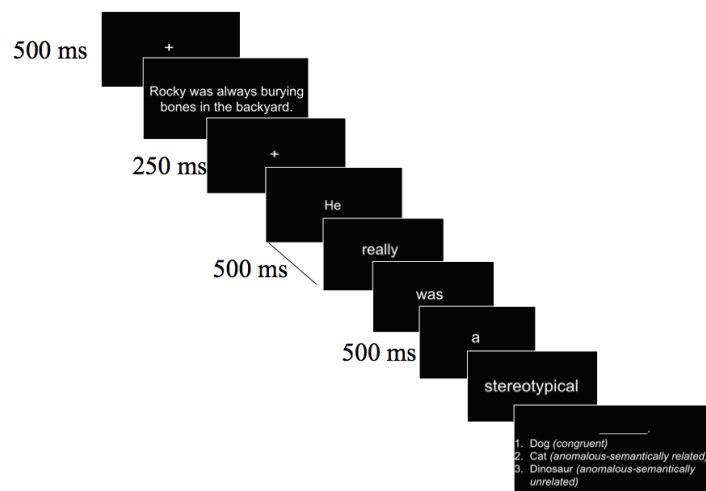 500 ms
+
Rocky was always burying
bones in the backyard.
250 ms
+
He
500 ms
really
was
500 ms
a
stereotypical
_______.
1. Dog (congruent)
2. Cat (anomalous-semantically related)
3. Dinosaur (anomalous-semantically
unrelated)